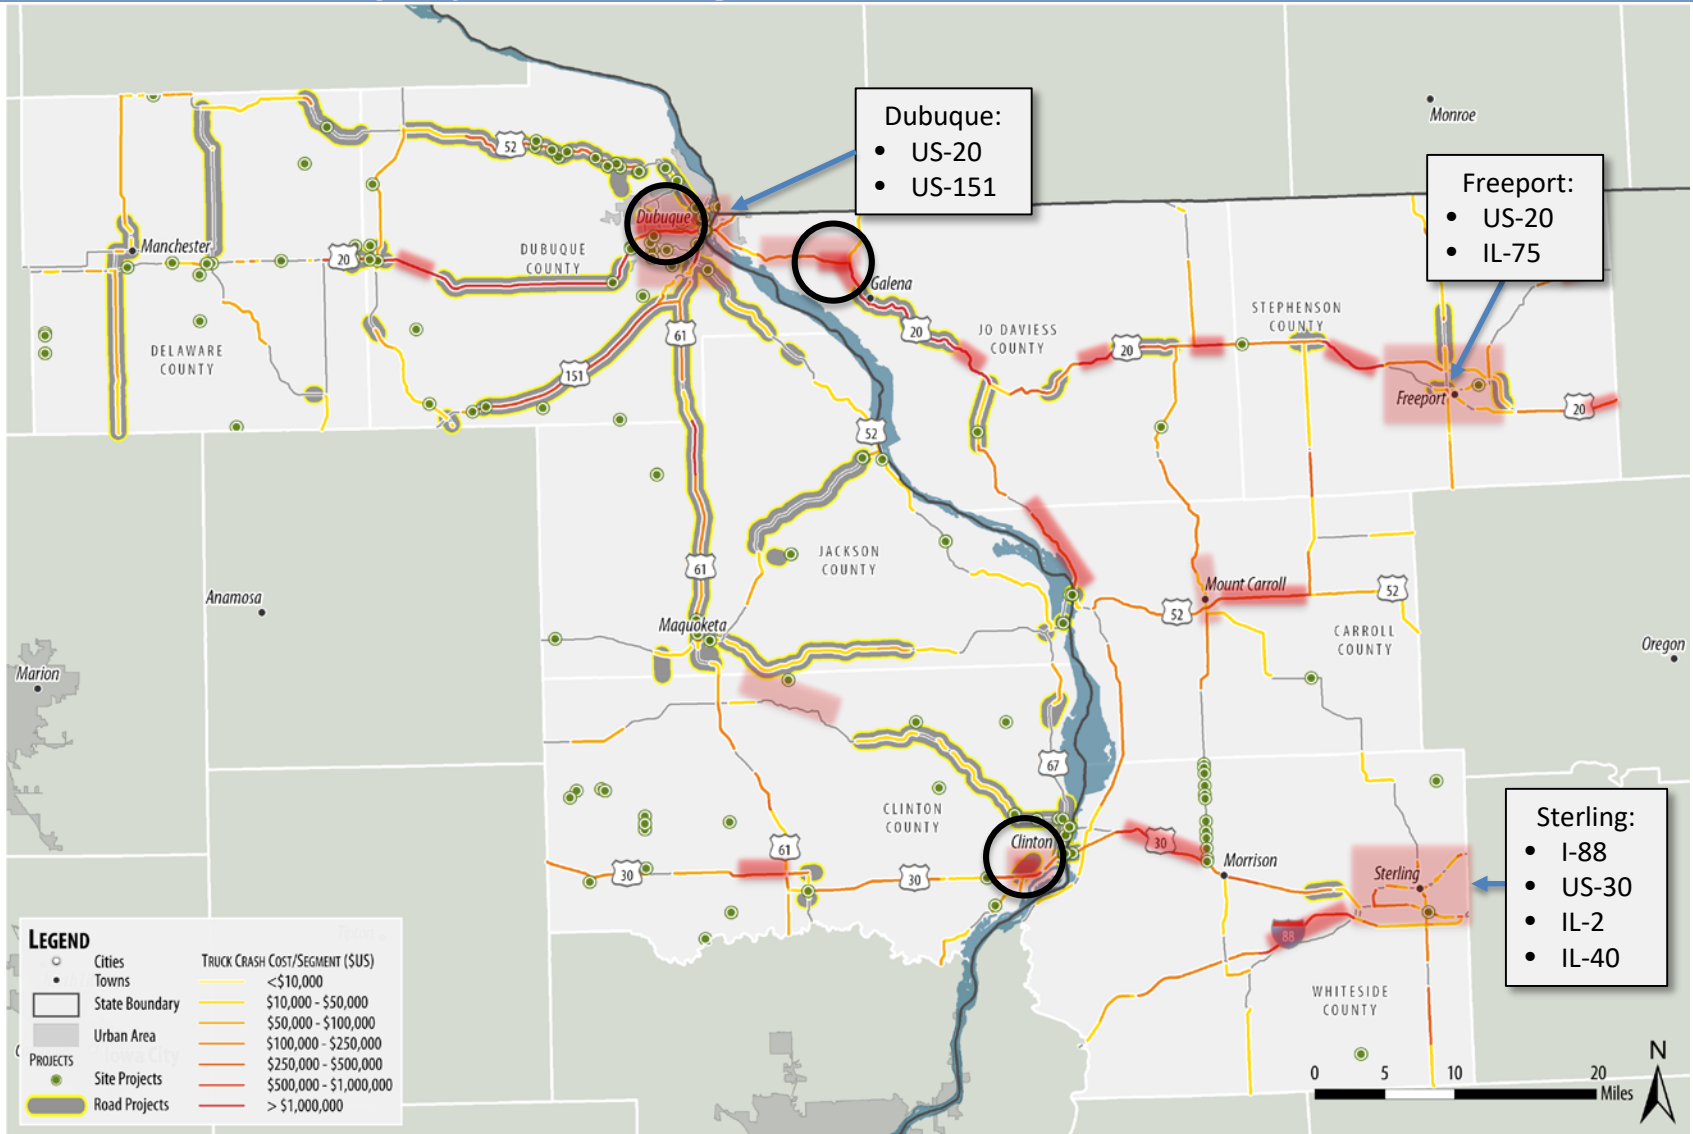 Monroe
Dubuque:
• US-20
• US-151
Freeport:
• US-20
• IL-75
52
Dubuque
Manchester
20
DUBUQUE
COUNTY
Galena
61
20
JO DAVIESS
COUNTY
20
STEPHENSON
COUNTY
DELAWARE
COUNTY
151
Freeport
20
52
61
JACKSON
COUNTY
Anamosa
Mount Carroll
52
52
Maquoketa
CARROLL
COUNTY
Oregon
Marion
67
CLINTON
COUNTY
Clinton
61
30
30
30
Morrison
Sterling:
• I-88
• US-30
• IL-2
• IL-40
Sterling
88
WHITESIDE
COUNTY
LEGEND
Cities
Towns
State Boundary
Urban Area
PROJECTS
Site Projects
Road Projects
TRUCK CRASH COST/SEGMENT ($US)
<$10,000
$10,000 - $50,000
$50,000 - $100,000
$100,000 - $250,000
$250,000 - $500,000
$500,000 - $1,000,000
> $1,000,000
Iowa City
0 5 10 20
Miles
N